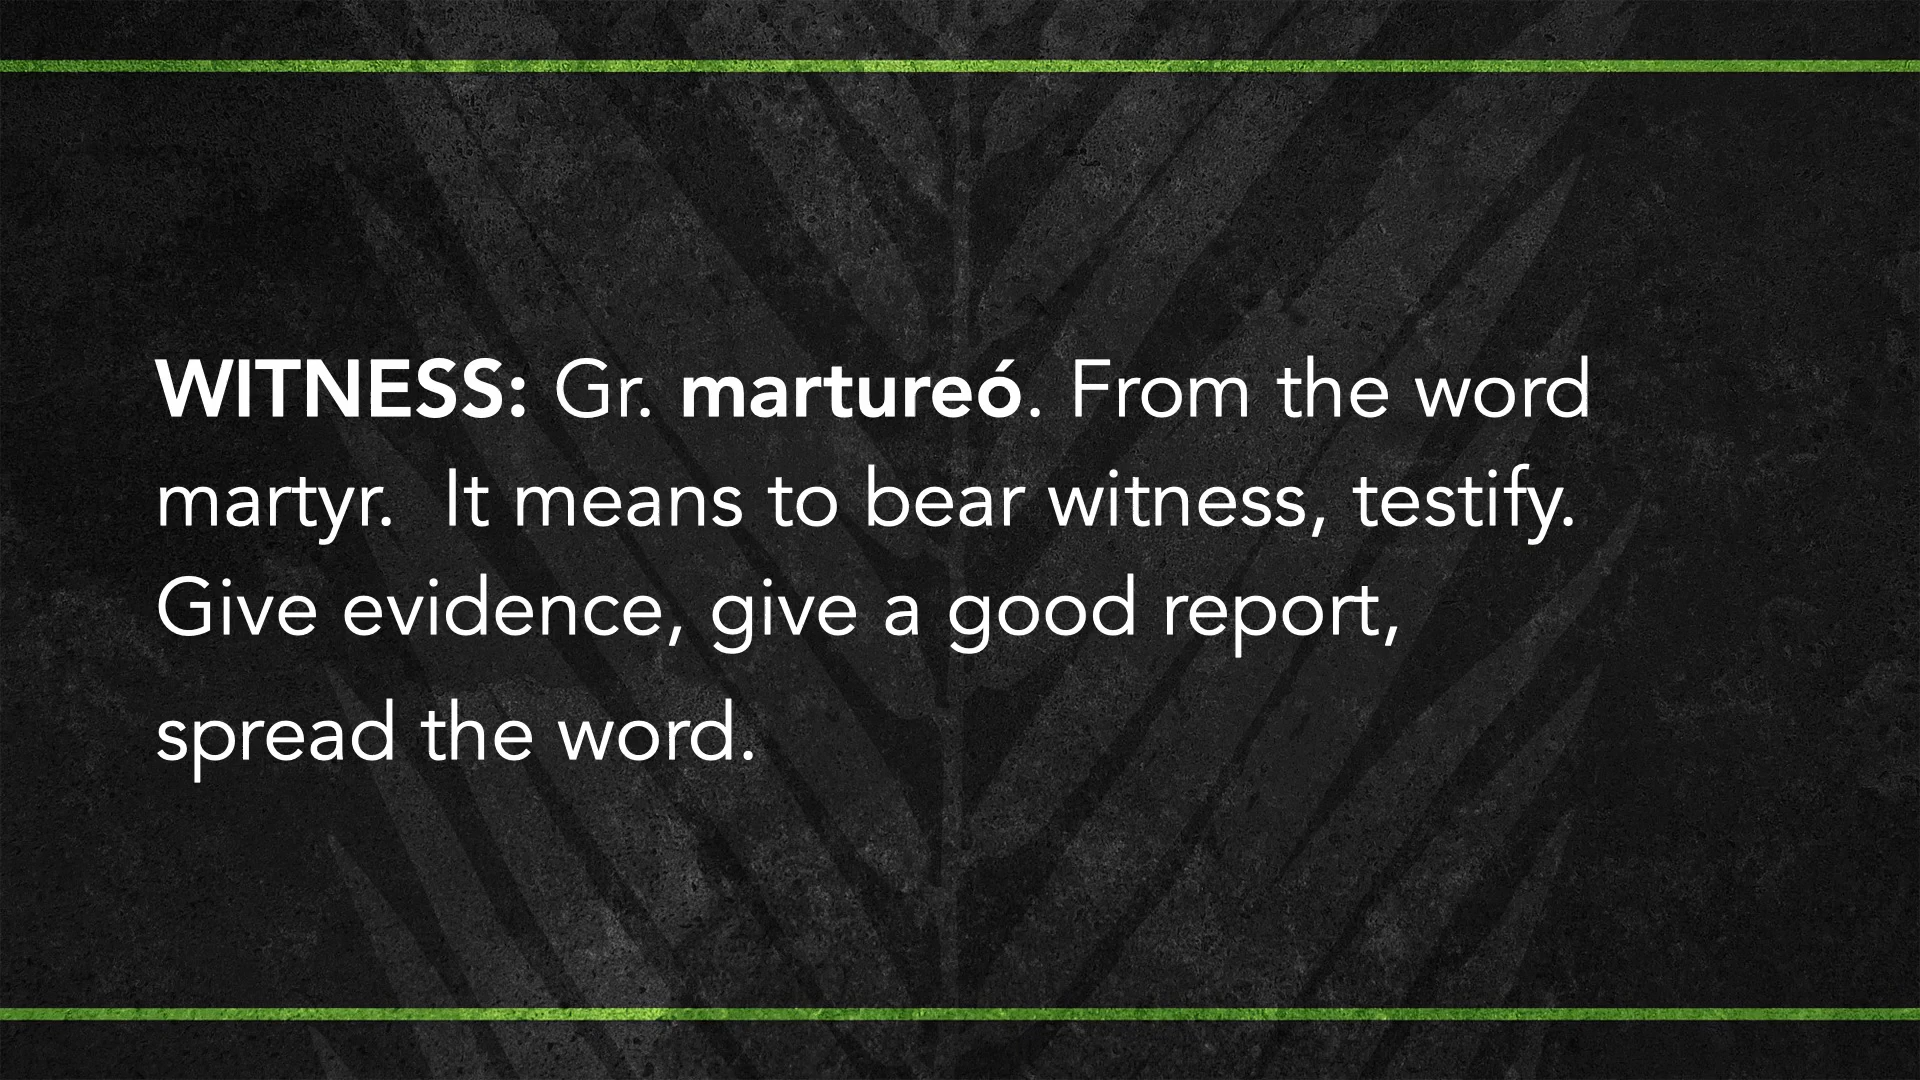 WITNESS: Gr. martureó. From the word
martyr.  It means to bear witness, testify.
Give evidence, give a good report,
spread the word.